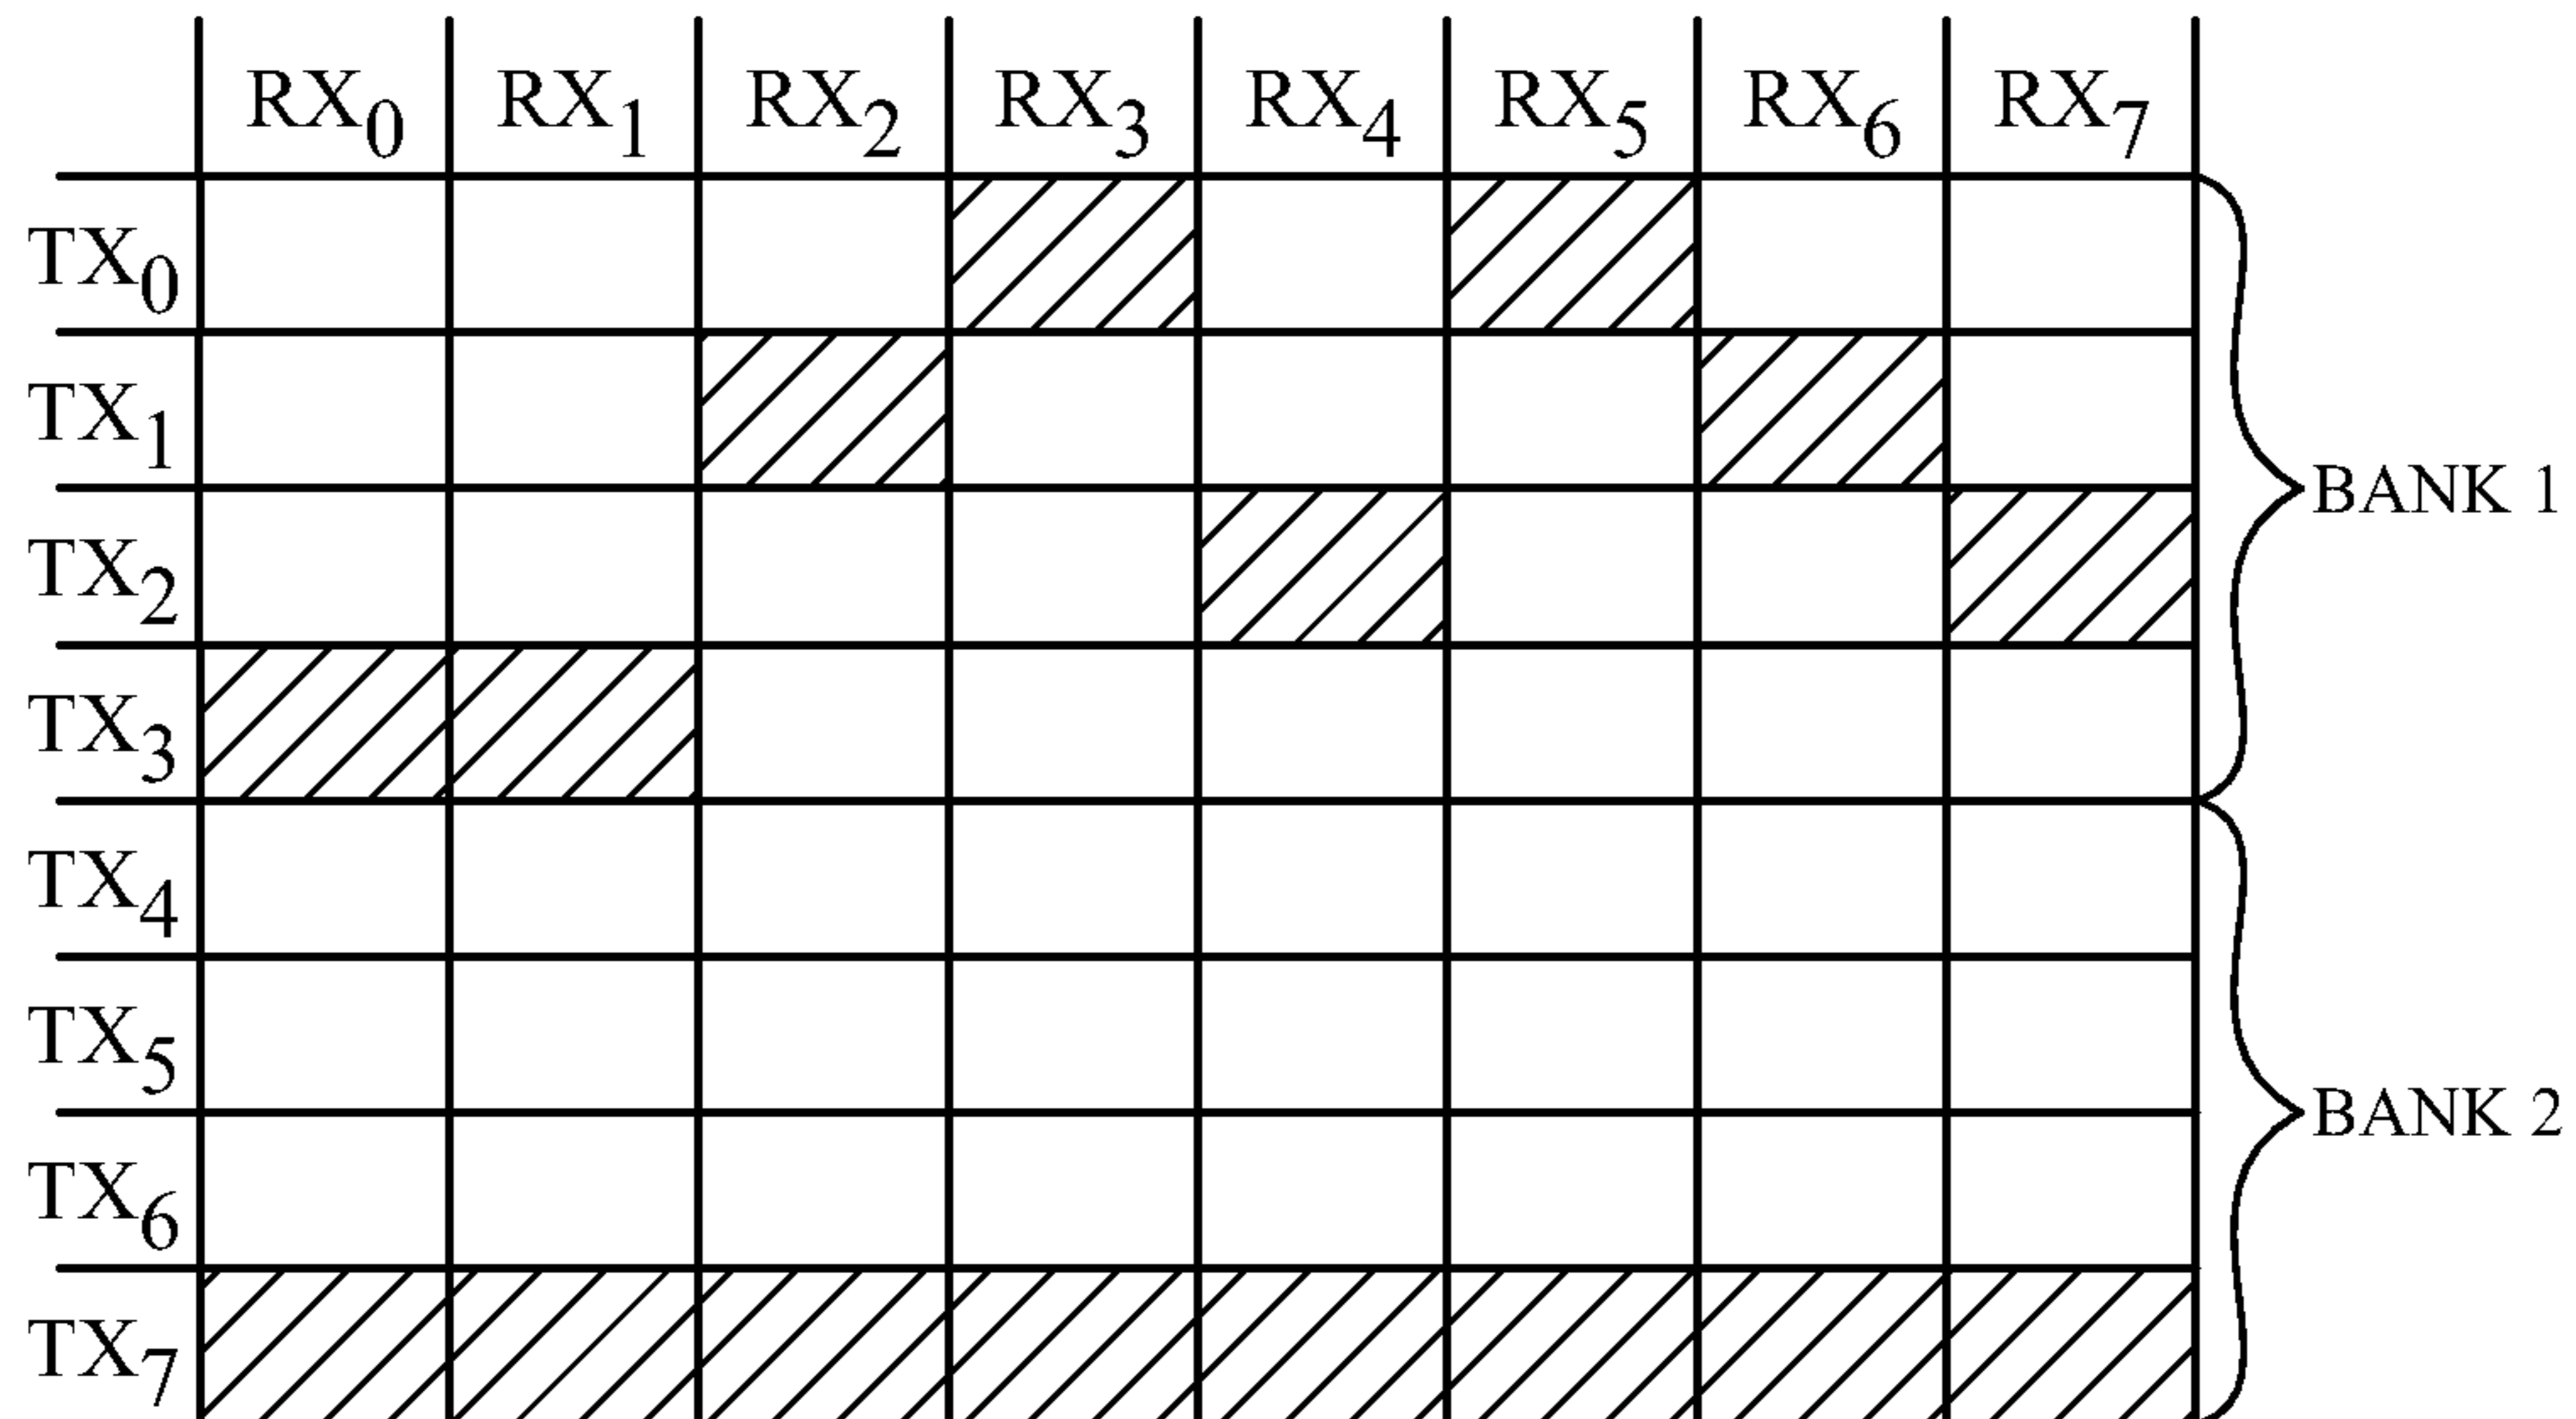 RX0 RX1 RX2 RX3 RX4 RX5 RX6 RX7
TX0
TX1
BANK 1
TX2
TX3
TX4
TX5
BANK 2
TX6
TX7